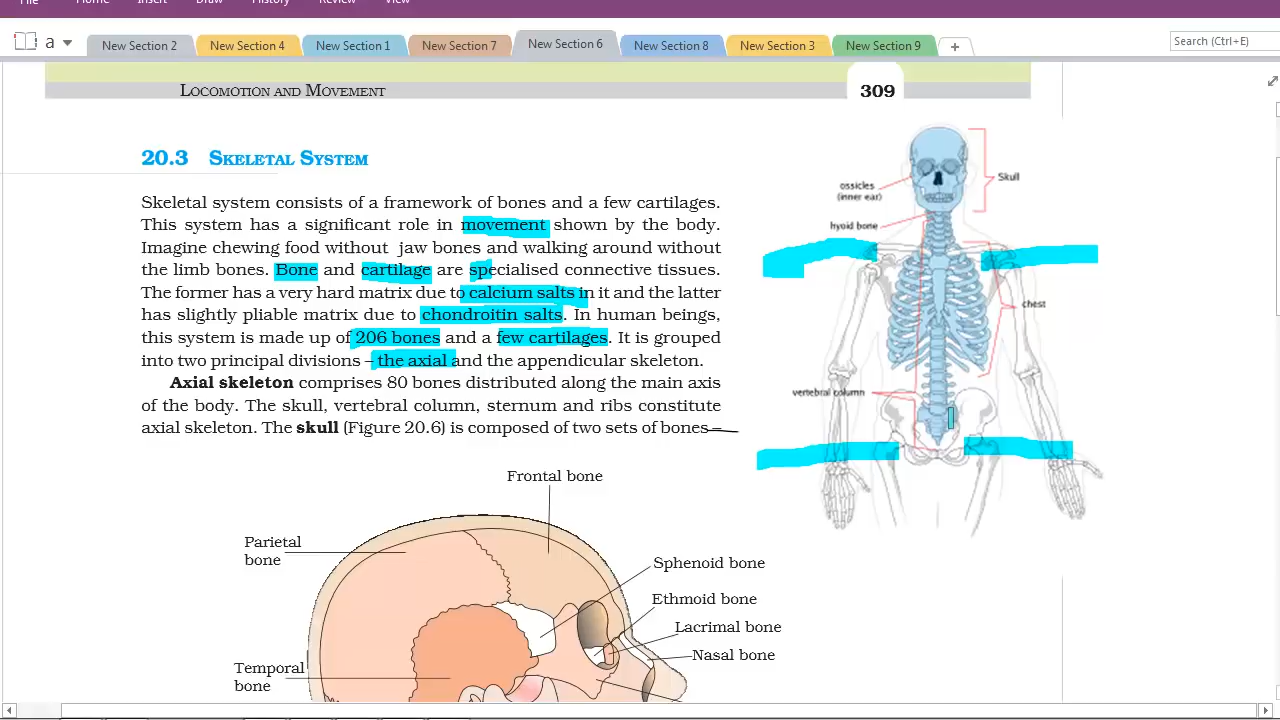 File Home Insert Draw History Review View
a New Section 2 New Section 4 New Section 1 New Section 7 New Section 6 New Section 8 New Section 3 New Section 9 + Search (Ctrl+E)
LOCOMOTION AND MOVEMENT 309
20.3 SKELETAL SYSTEM
Skeletal system consists of a framework of bones and a few cartilages.
This system has a significant role in movement shown by the body.
Imagine chewing food without jaw bones and walking around without
the limb bones. Bone and cartilage are specialised connective tissues.
The former has a very hard matrix due to calcium salts in it and the latter
has slightly pliable matrix due to chondroitin salts. In human beings,
this system is made up of 206 bones and a few cartilages. It is grouped
into two principal divisions – the axial and the appendicular skeleton.
Axial skeleton comprises 80 bones distributed along the main axis
of the body. The skull, vertebral column, sternum and ribs constitute
axial skeleton. The skull (Figure 20.6) is composed of two sets of bones –
Skull
ossicles
(inner ear)
hyoid bone
chest
vertebral column
Frontal bone
Parietal
bone
Sphenoid bone
Ethmoid bone
Lacrimal bone
Nasal bone
Temporal
bone